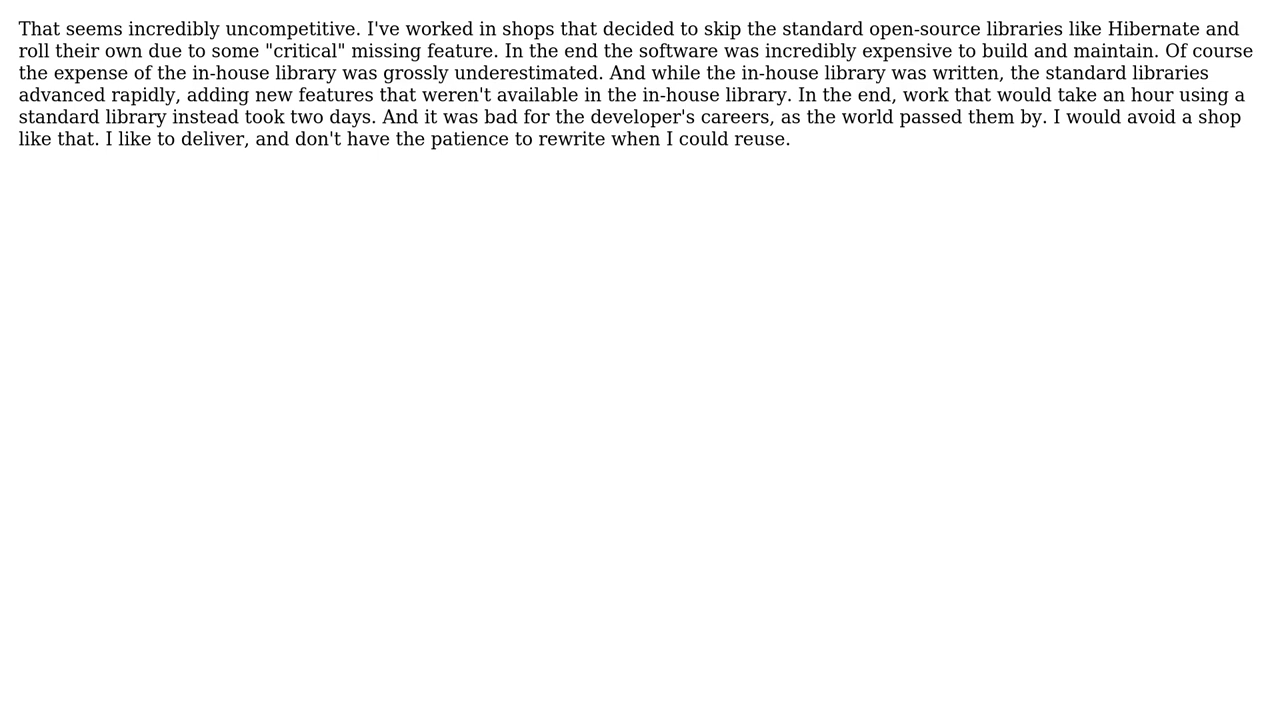 That seems incredibly uncompetitive. I've worked in shops that decided to skip the standard open-source libraries like Hibernate and
roll their own due to some "critical" missing feature. In the end the software was incredibly expensive to build and maintain. Of course
the expense of the in-house library was grossly underestimated. And while the in-house library was written, the standard libraries
advanced rapidly, adding new features that weren't available in the in-house library. In the end, work that would take an hour using a
standard library instead took two days. And it was bad for the developer's careers, as the world passed them by. I would avoid a shop
like that. I like to deliver, and don't have the patience to rewrite when I could reuse.